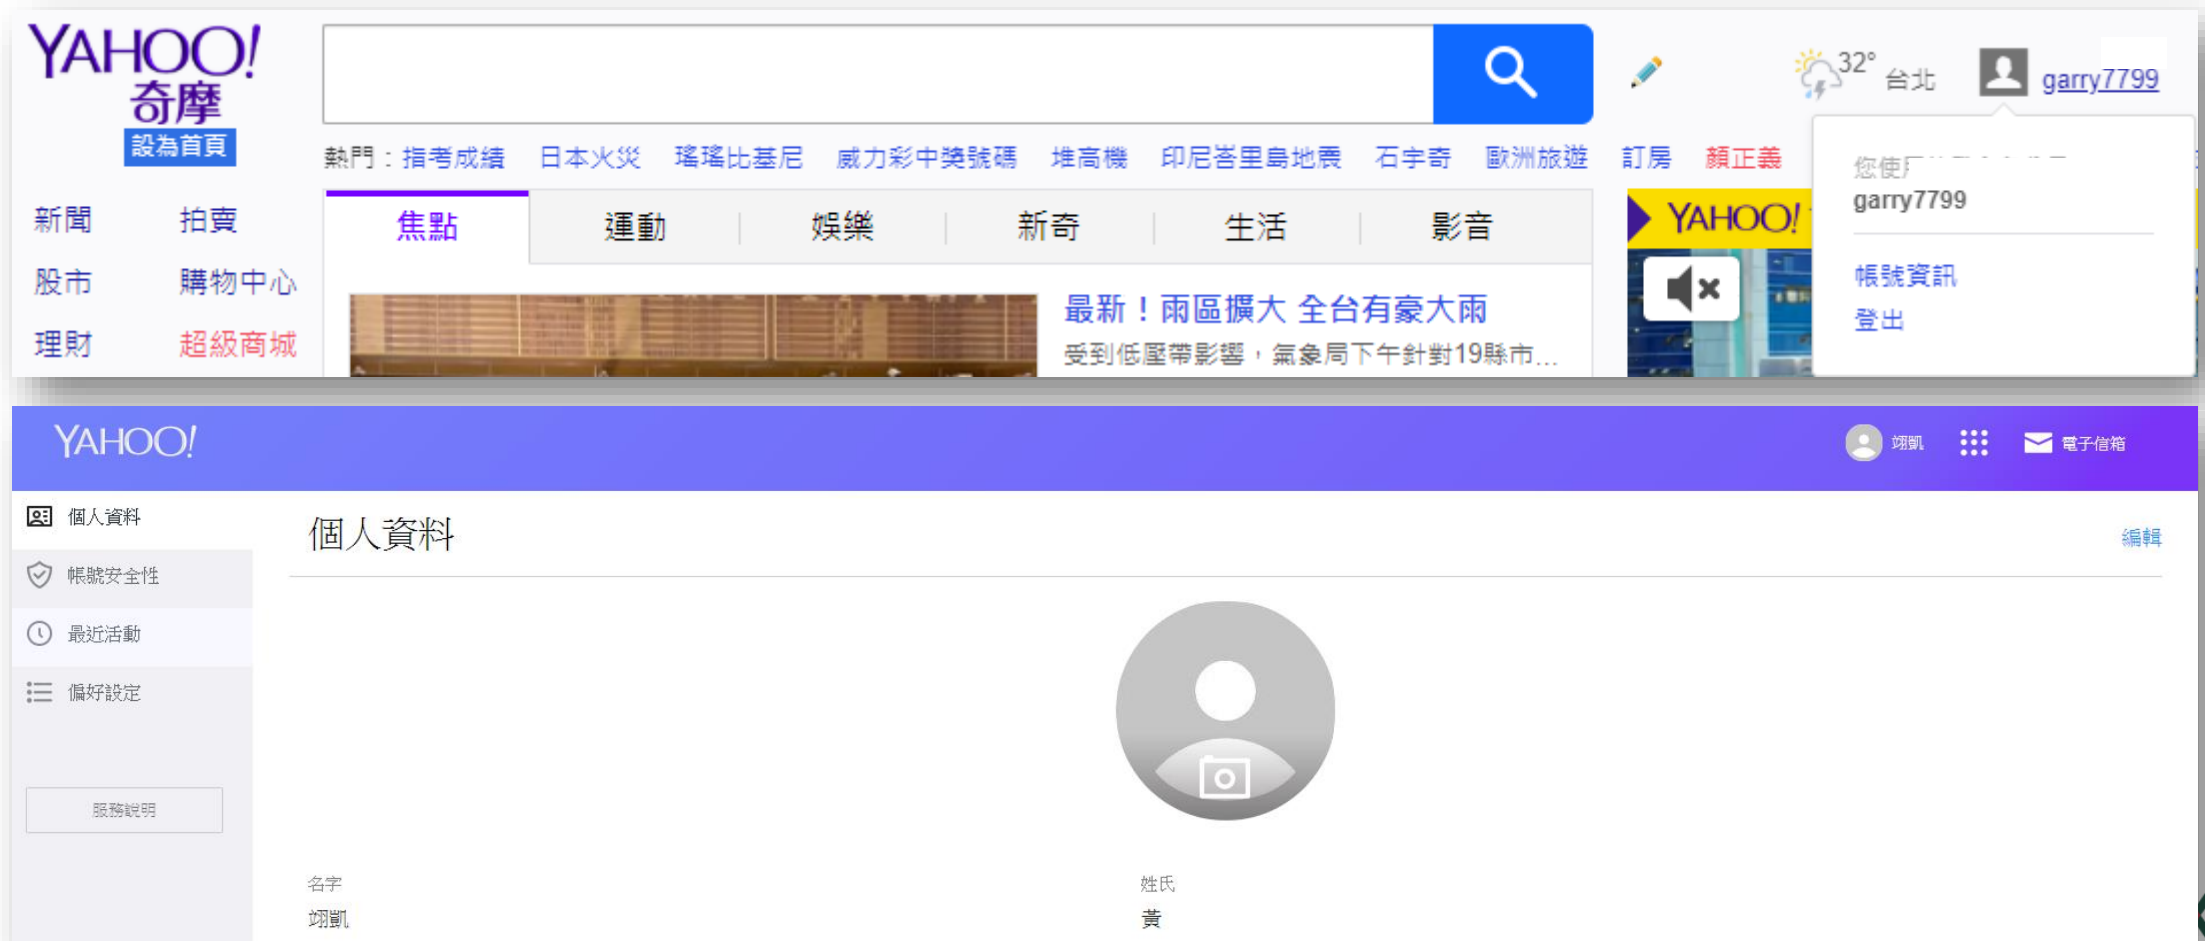 YAHOO!
奇摩
設為首頁
32° 台北
garry7799
熱門：指考成績 日本火災 瑤瑤比基尼 威力彩中獎號碼 堆高機 印尼峇里島地震 石宇奇 歐洲旅遊 訂房 顏正義
您使
garry7799
帳號資訊
登出
新聞 拍賣
股市 購物中心
理財 超級商城
焦點 運動 娛樂 新奇 生活 影音
最新！雨區擴大 全台有豪大雨
受到低壓帶影響，氣象局下午針對19縣市...
YAHOO!
YAHOO!
翊凱 電子信箱
個人資料
帳號安全性
最近活動
偏好設定
服務說明
個人資料
編輯
名字
翊凱
姓氏
黃